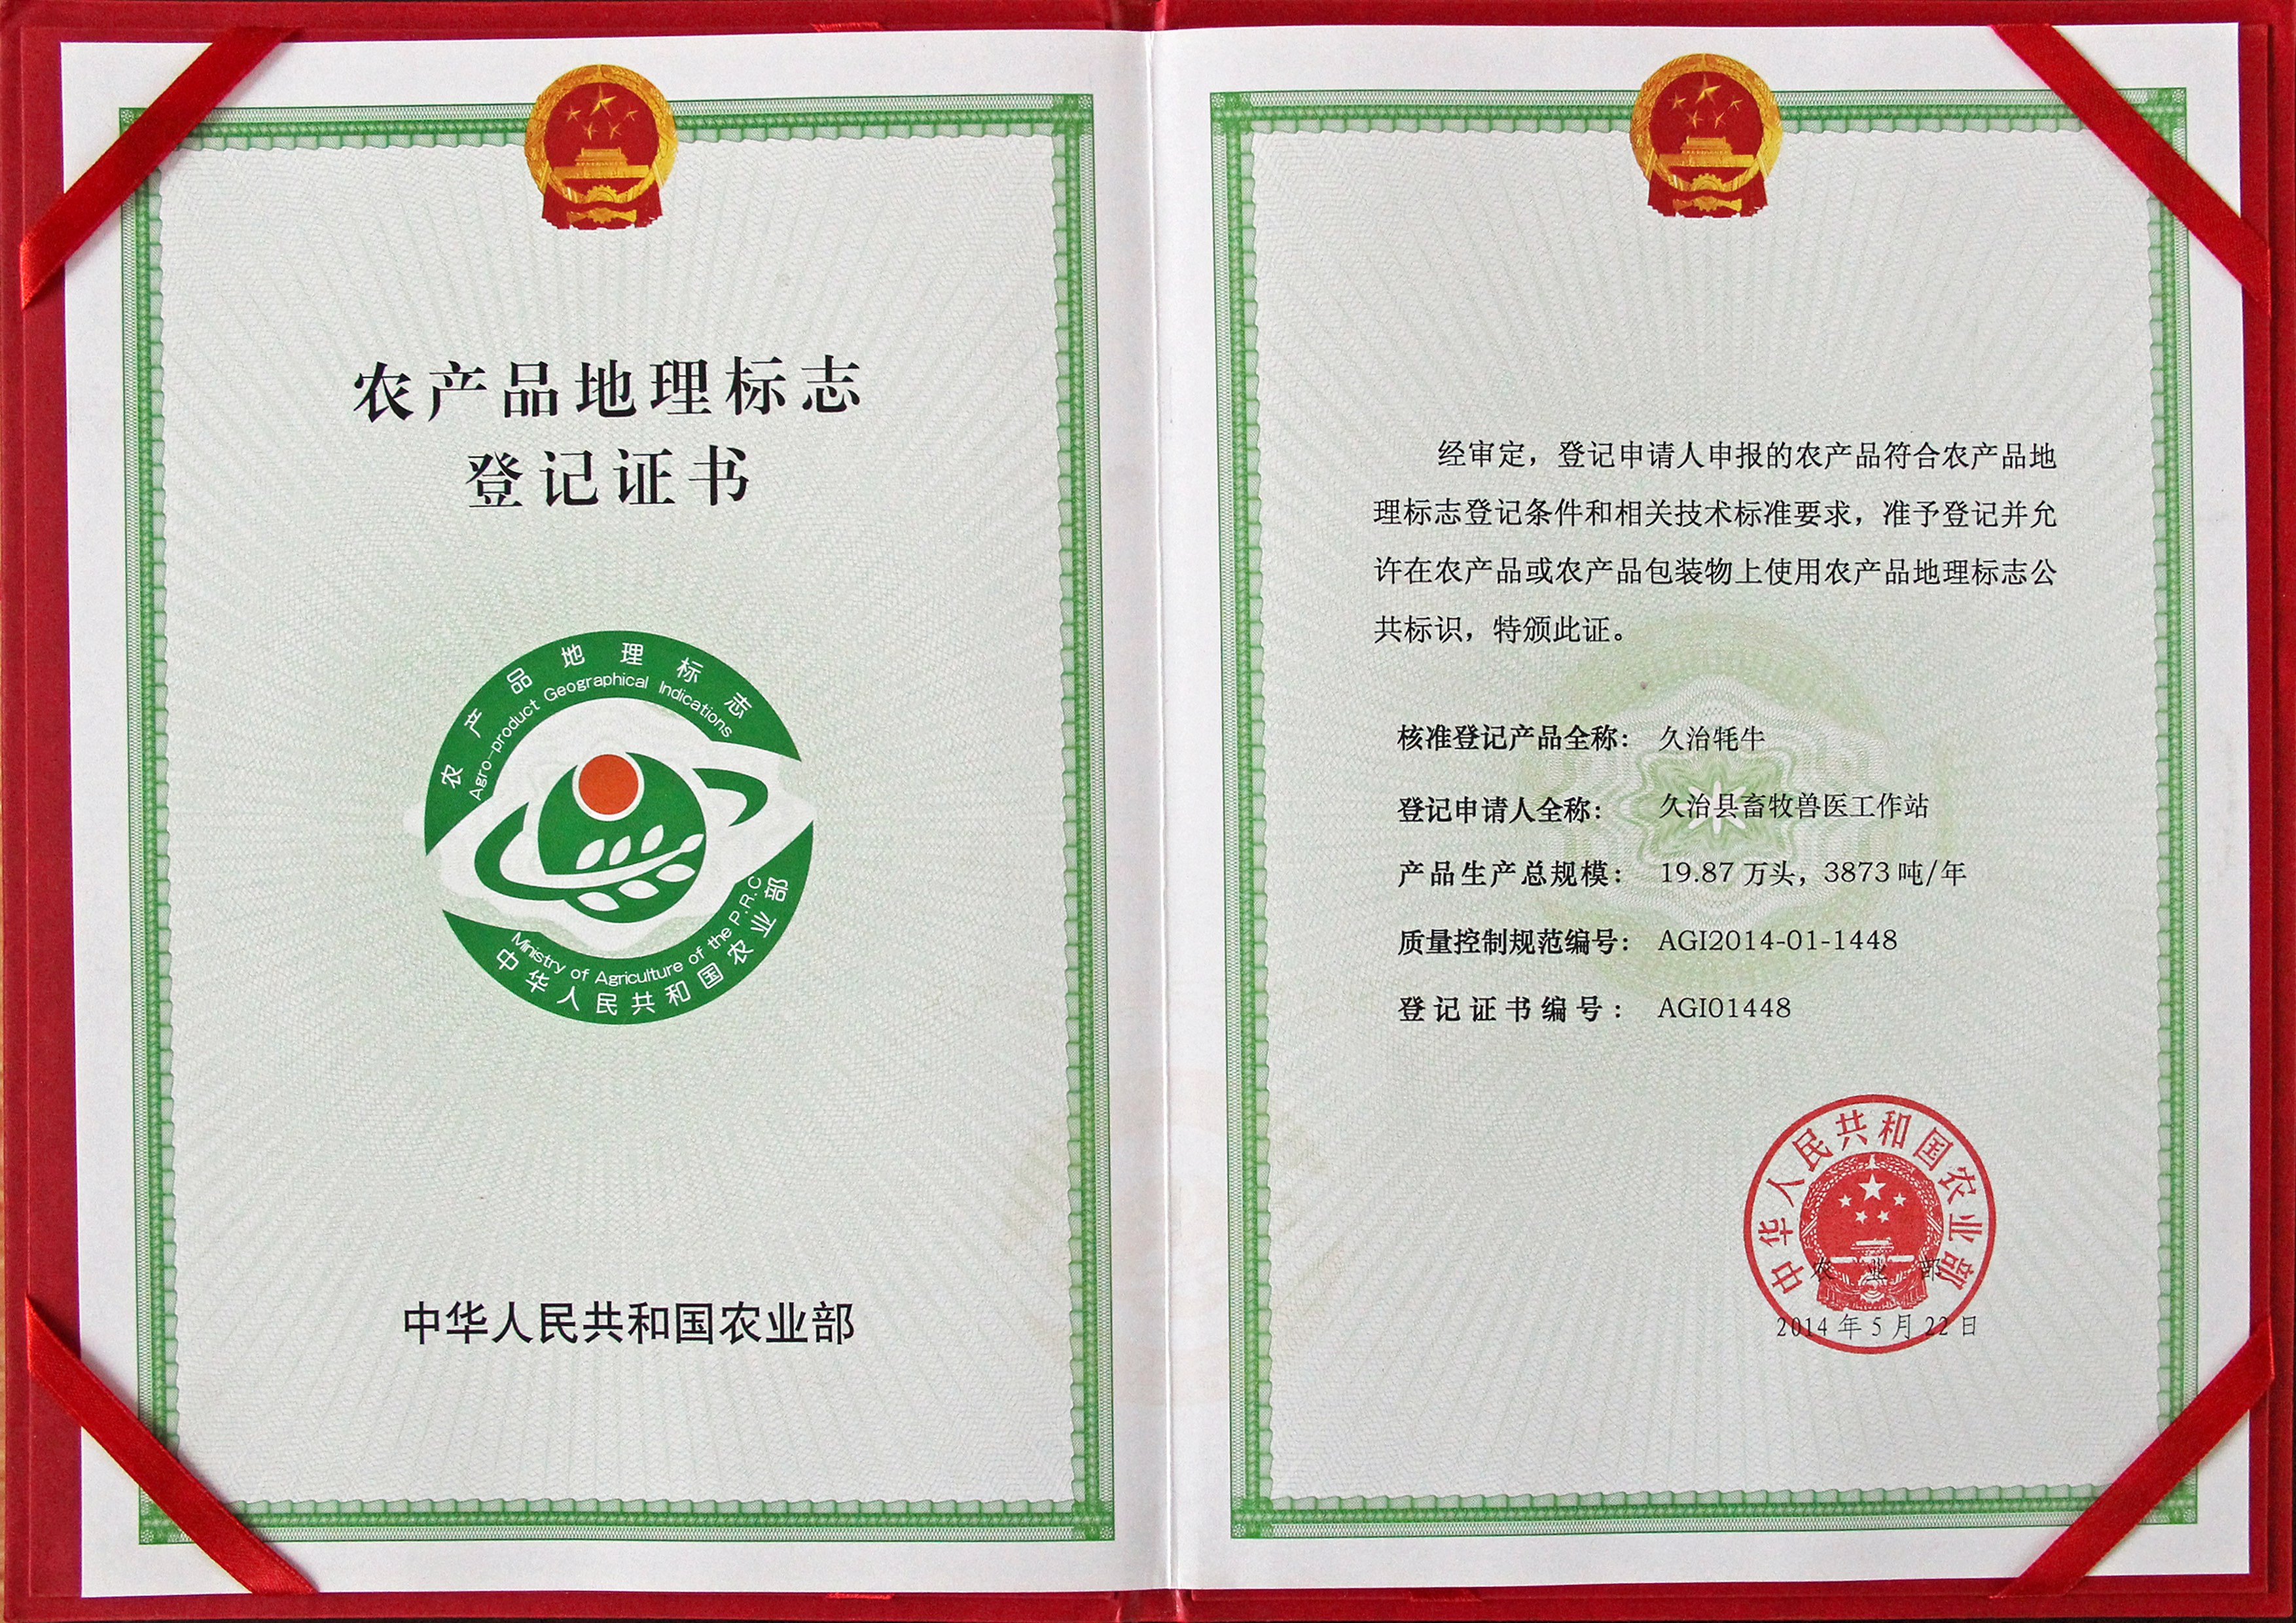 农产品地理标志
登记证书
农产品地理标志
Agro-product Geographical Indications
Ministry of Agriculture of the P.R.C
中华人民共和国农业部
中华人民共和国农业部
经审定，登记申请人申报的农产品符合农产品地
理标志登记条件和相关技术标准要求，准予登记并允
许在农产品或农产品包装物上使用农产品地理标志公
共标识，特颁此证。
核准登记产品全称： 久治牦牛
登记申请人全称： 久治县畜牧兽医工作站
产品生产总规模： 19.87 万头，3873 吨/年
质量控制规范编号： AGI2014-01-1448
登记证书编号： AGI01448
中华人民共和国农业部
农业部
2014 年 5 月 22 日